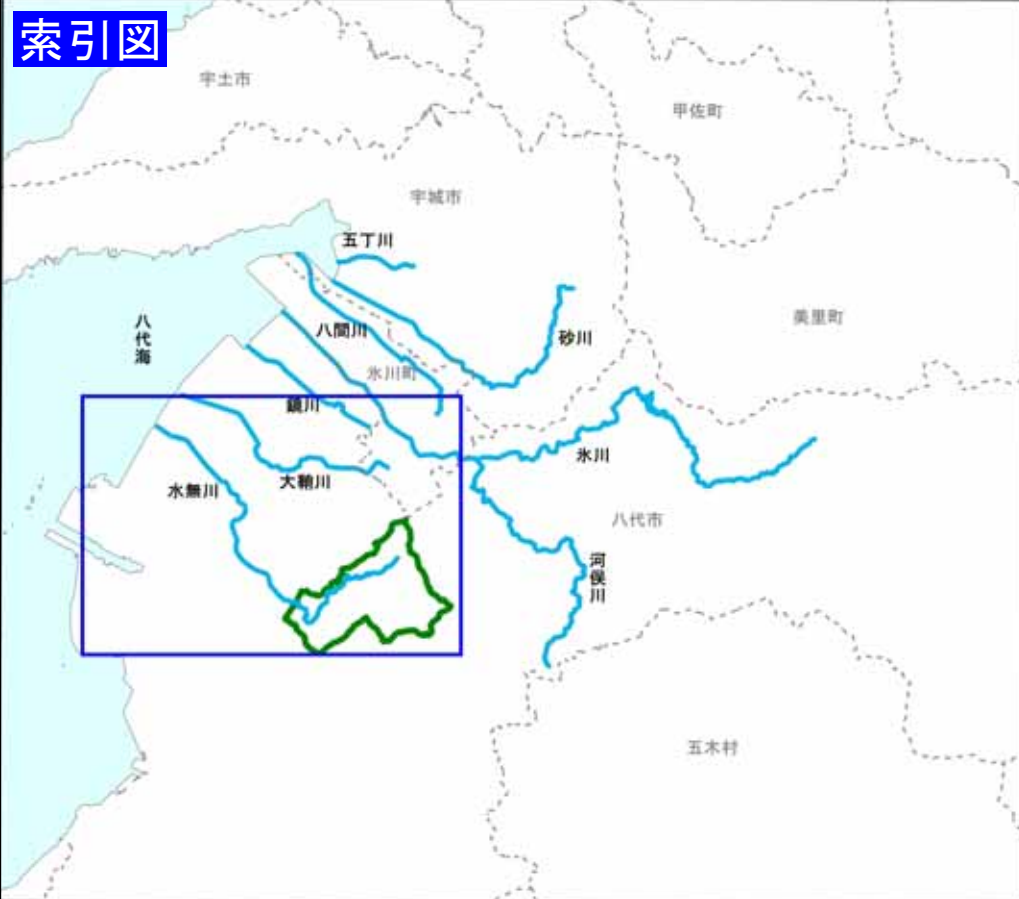 索引図
宇土市
甲佐町
宇城市
五丁川
八代海
八間川
砂川
美里町
氷川町
鏡川
氷川
大鞘川
水無川
八代市
河俣川
五木村